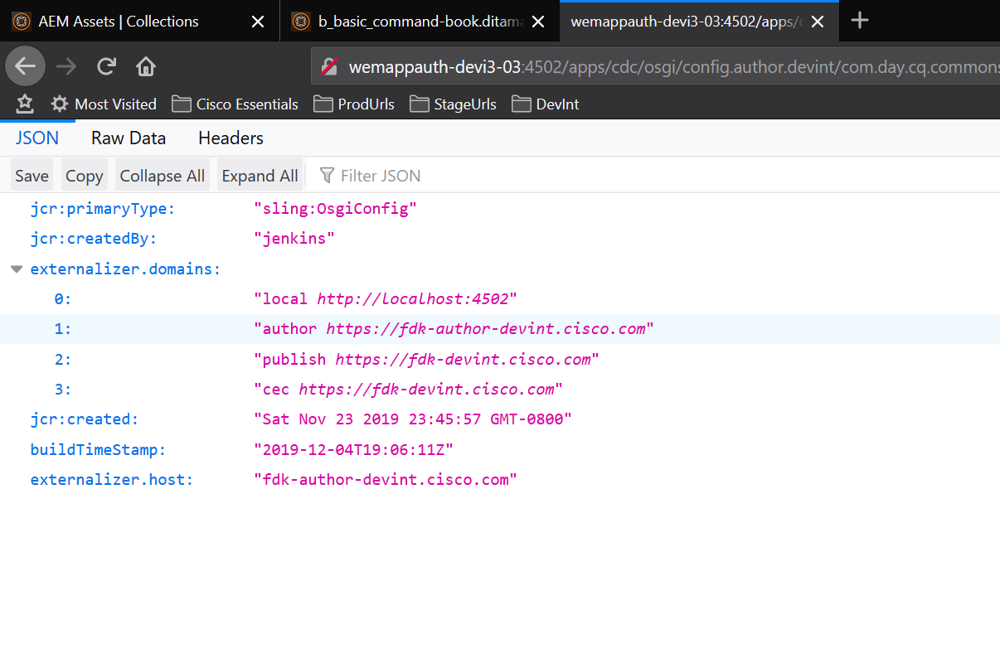 AEM Assets | Collections
b_basic_command-book.ditama
wemappauth-devi3-03:4502/apps/c
wemappauth-devi3-03:4502/apps/cdc/osgi/config.author.devint/com.day.cq.commons
Most Visited Cisco Essentials ProdUrls StageUrls DevInt
JSON Raw Data Headers
Save Copy Collapse All Expand All Filter JSON
jcr:primaryType: "sling:OsgiConfig"
jcr:createdBy: "jenkins"
externalizer.domains:
0: "local http://localhost:4502"
1: "author https://fdk-author-devint.cisco.com"
2: "publish https://fdk-devint.cisco.com"
3: "cec https://fdk-devint.cisco.com"
jcr:created: "Sat Nov 23 2019 23:45:57 GMT-0800"
buildTimeStamp: "2019-12-04T19:06:11Z"
externalizer.host: "fdk-author-devint.cisco.com"